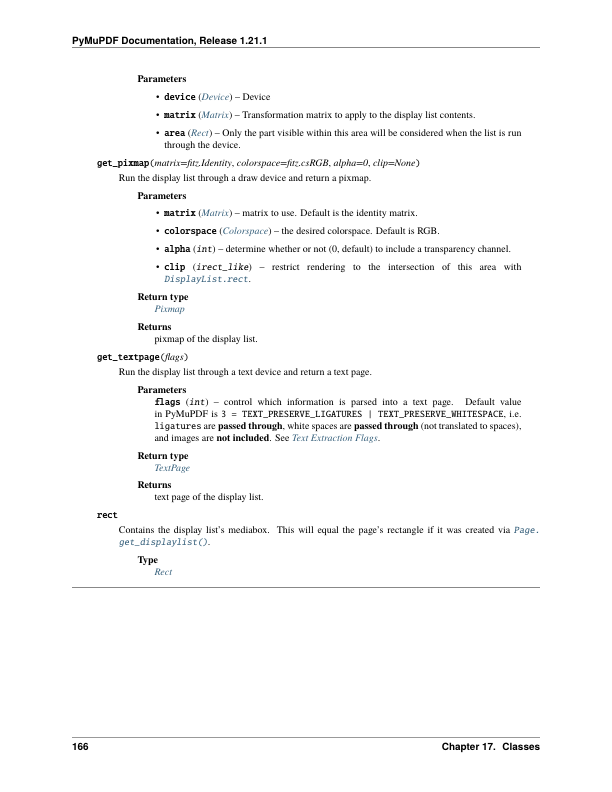 PyMuPDF Documentation, Release 1.21.1
Parameters
• device (Device) – Device
• matrix (Matrix) – Transformation matrix to apply to the display list contents.
• area (Rect) – Only the part visible within this area will be considered when the list is run
through the device.
get_pixmap(matrix=fitz.Identity, colorspace=fitz.csRGB, alpha=0, clip=None)
Run the display list through a draw device and return a pixmap.
Parameters
• matrix (Matrix) – matrix to use. Default is the identity matrix.
• colorspace (Colorspace) – the desired colorspace. Default is RGB.
• alpha (int) – determine whether or not (0, default) to include a transparency channel.
• clip (irect_like) – restrict rendering to the intersection of this area with
DisplayList.rect.
Return type
Pixmap
Returns
pixmap of the display list.
get_textpage(flags)
Run the display list through a text device and return a text page.
Parameters
flags (int) – control which information is parsed into a text page. Default value
in PyMuPDF is 3 = TEXT_PRESERVE_LIGATURES | TEXT_PRESERVE_WHITESPACE, i.e.
ligatures are passed through, white spaces are passed through (not translated to spaces),
and images are not included. See Text Extraction Flags.
Return type
TextPage
Returns
text page of the display list.
rect
Contains the display list's mediabox. This will equal the page's rectangle if it was created via Page.
get_displaylist().
Type
Rect
166
Chapter 17. Classes